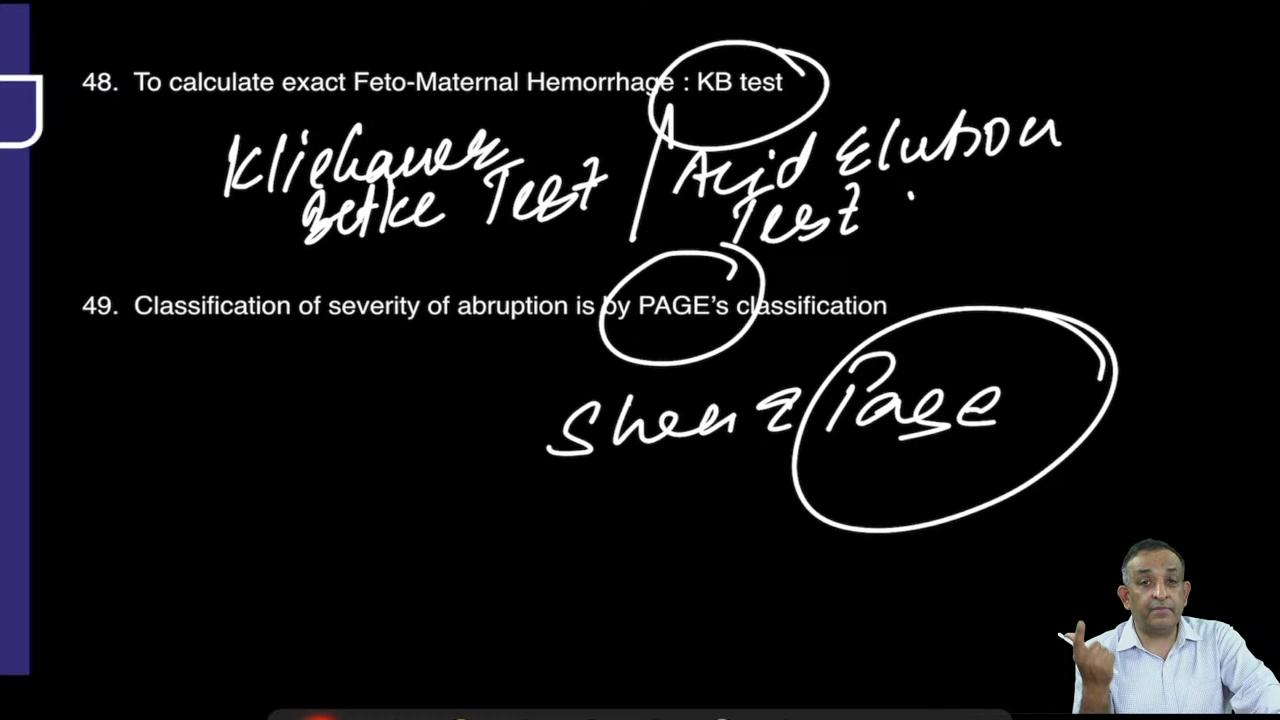 48. To calculate exact Feto-Maternal Hemorrhage : KB test
Kliehauer Betke Test / Acid Elution Test
49. Classification of severity of abruption is by PAGE's classification
Sher & Page